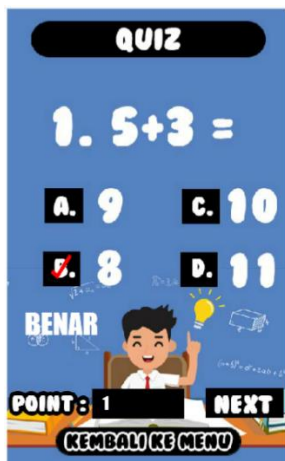 QUIZ
1. 5+3 =
A. 9
C. 10
B. 8
D. 11
BENAR
POINT : 1
NEXT
KEMBALI KE MENU